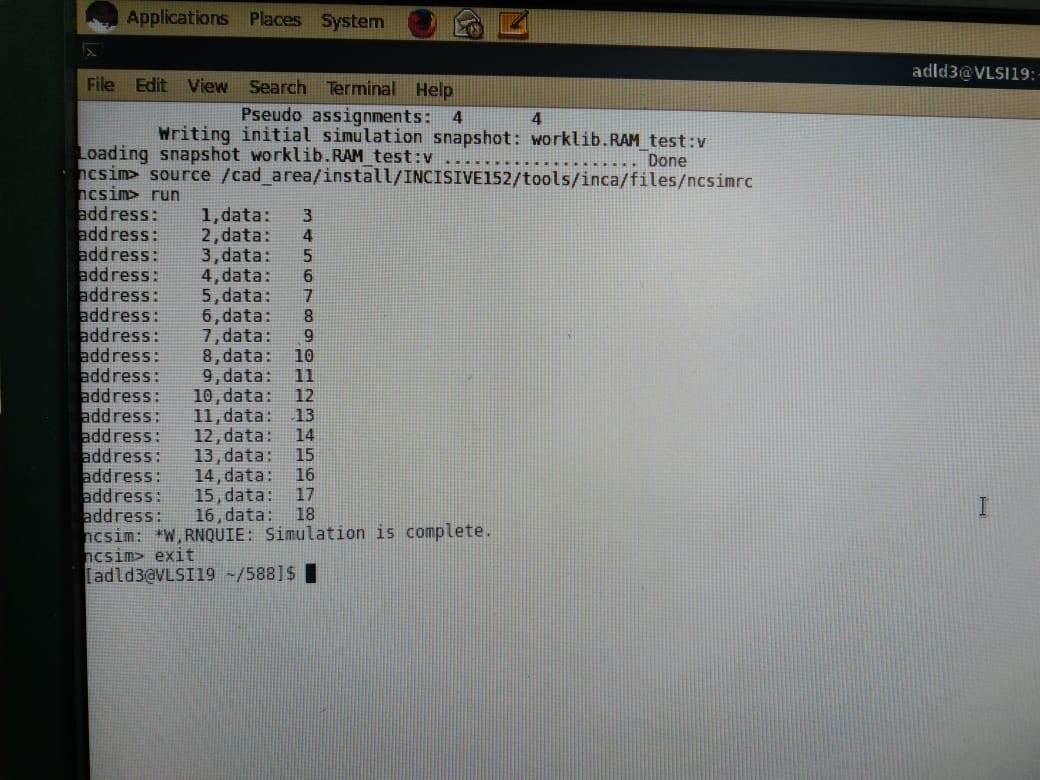 Applications Places System
adld3@VLSI19:
File Edit View Search Terminal Help
Pseudo assignments: 4 4
Writing initial simulation snapshot: worklib.RAM_test:v
Loading snapshot worklib.RAM_test:v .................... Done
ncsim> source /cad_area/install/INCISIVE152/tools/inca/files/ncsimrc
ncsim> run
address: 1,data: 3
address: 2,data: 4
address: 3,data: 5
address: 4,data: 6
address: 5,data: 7
address: 6,data: 8
address: 7,data: 9
address: 8,data: 10
address: 9,data: 11
address: 10,data: 12
address: 11,data: 13
address: 12,data: 14
address: 13,data: 15
address: 14,data: 16
address: 15,data: 17
address: 16,data: 18
ncsim: *W,RNQUIE: Simulation is complete.
ncsim> exit
[adld3@VLSI19 ~/588]$